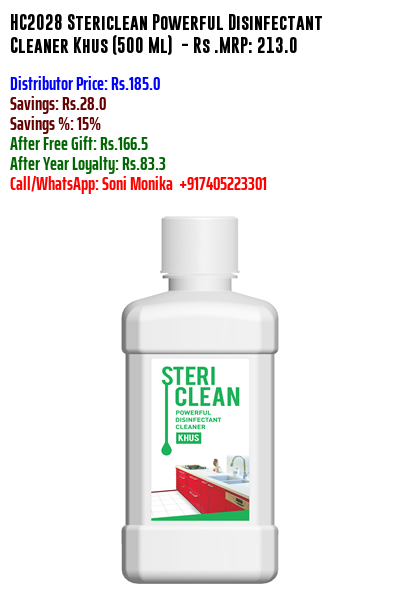 HC2028 Stericlean Powerful Disinfectant
Cleaner Khus (500 Ml) - Rs .MRP: 213.0
Distributor Price: Rs.185.0
Savings: Rs.28.0
Savings %: 15%
After Free Gift: Rs.166.5
After Year Loyalty: Rs.83.3
Call/WhatsApp: Soni Monika +917405223301
STERI
CLEAN
POWERFUL
DISINFECTANT
CLEANER
KHUS